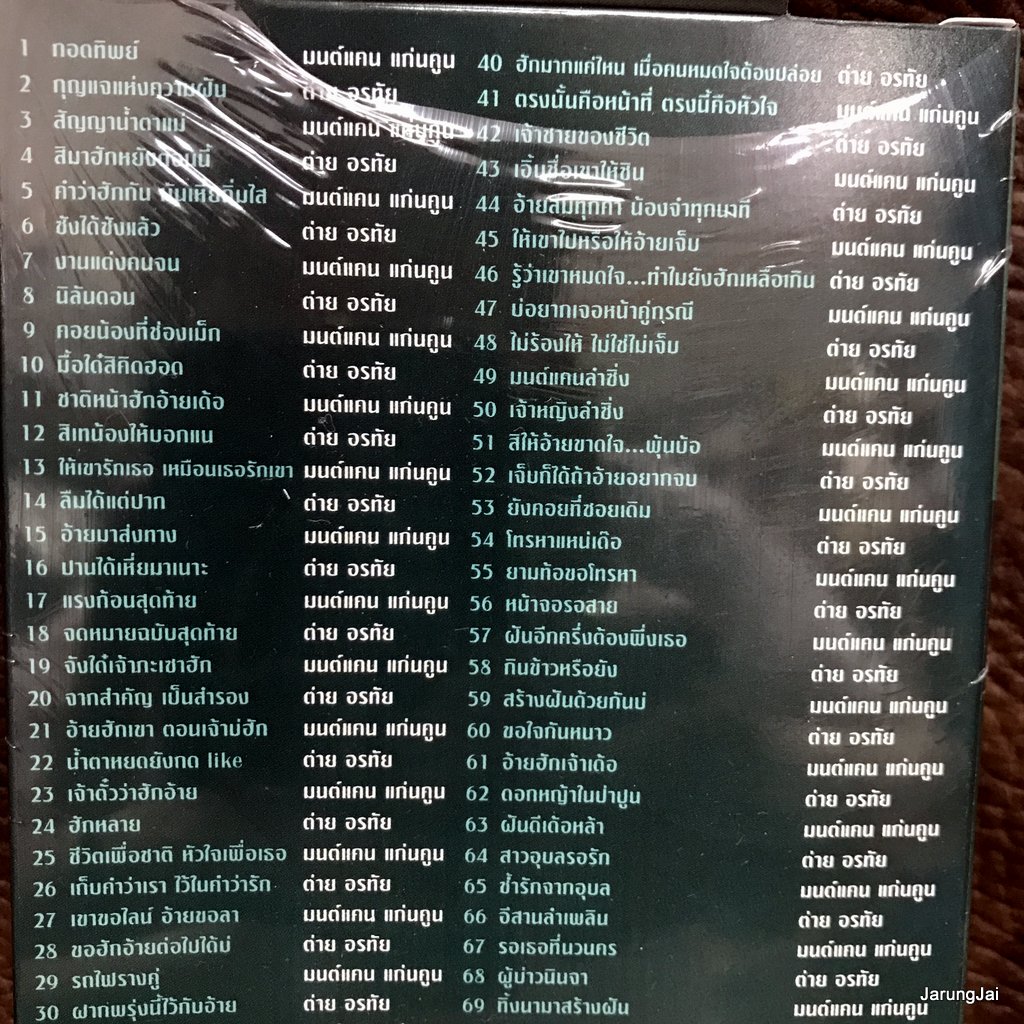 1 กอดทิพย์ มนต์แคน แก่นคูน
2 กุญแจแห่งความฝัน ต่าย อรทัย
3 สัญญาน้ำตาแม่ มนต์แคน แก่นคูน
4 สิมาฮักหยังตอนนี้ ต่าย อรทัย
5 คำว่าฮักกัน มันเหี่ยถิ่มใส มนต์แคน แก่นคูน
6 ซังได้ซังแล้ว ต่าย อรทัย
7 งานแต่งคนจน มนต์แคน แก่นคูน
8 นิลันดอน ต่าย อรทัย
9 คอยน้องที่ช่องเม็ก มนต์แคน แก่นคูน
10 มื้อใด๋สิคิดฮอด ต่าย อรทัย
11 ชาติหน้าฮักอ้ายเด้อ มนต์แคน แก่นคูน
12 สิเทน้องให้บอกแน ต่าย อรทัย
13 ให้เขารักเธอ เหมือนเธอรักเขา มนต์แคน แก่นคูน
14 ลืมได้แต่ปาก ต่าย อรทัย
15 อ้ายมาส่งทาง มนต์แคน แก่นคูน
16 ปานได้เหี่ยมาเนาะ ต่าย อรทัย
17 แรงก้อนสุดท้าย มนต์แคน แก่นคูน
18 จดหมายฉบับสุดท้าย ต่าย อรทัย
19 จังใด๋เจ้ากะเซาฮัก มนต์แคน แก่นคูน
20 จากสำคัญ เป็นสำรอง ต่าย อรทัย
21 อ้ายฮักเขา ตอนเจ้าบ่ฮัก มนต์แคน แก่นคูน
22 น้ำตาหยดยังกด like ต่าย อรทัย
23 เจ้าตั๋วว่าฮักอ้าย มนต์แคน แก่นคูน
24 ฮักหลาย ต่าย อรทัย
25 ชีวิตเพื่อชาติ หัวใจเพื่อเธอ มนต์แคน แก่นคูน
26 เก็บคำว่าเรา ไว้ในคำว่ารัก ต่าย อรทัย
27 เขาขอไลน์ อ้ายขอลา มนต์แคน แก่นคูน
28 ขอฮักอ้ายต่อไปได้บ่ ต่าย อรทัย
29 รถไฟรางคู่ มนต์แคน แก่นคูน
30 ฝากพรุ่งนี้ไว้กับอ้าย ต่าย อรทัย
40 ฮักมากแค่ไหน เมื่อคนหมดใจต้องปล่อย ต่าย อรทัย
41 ตรงนั้นคือหน้าที่ ตรงนี้คือหัวใจ มนต์แคน แก่นคูน
42 เจ้าชายของชีวิต ต่าย อรทัย
43 เอิ้นชื่อเขาให้ชิน มนต์แคน แก่นคูน
44 อ้ายลืมทุกคำ น้องจำทุกนาที ต่าย อรทัย
45 ให้เขาไปหรือให้อ้ายเจ็บ มนต์แคน แก่นคูน
46 รู้ว่าเขาหมดใจ...ทำไมยังฮักเหลือเกิน ต่าย อรทัย
47 บ่อยากเจอหน้าคู่กรณี มนต์แคน แก่นคูน
48 ไม่ร้องไห้ ไม่ใช่ไม่เจ็บ ต่าย อรทัย
49 มนต์แคนลำซิ่ง มนต์แคน แก่นคูน
50 เจ้าหญิงลำซิ่ง ต่าย อรทัย
51 สิให้อ้ายขาดใจ...พุ้นบ้อ มนต์แคน แก่นคูน
52 เจ็บก็ได้ถ้าอ้ายอยากจบ ต่าย อรทัย
53 ยังคอยที่ซอยเดิม มนต์แคน แก่นคูน
54 โทรหาแหน่เด๊อ ต่าย อรทัย
55 ยามท้อขอโทรหา มนต์แคน แก่นคูน
56 หน้าจอรอสาย ต่าย อรทัย
57 ฝันอีกครึ่งต้องพึ่งเธอ มนต์แคน แก่นคูน
58 กินข้าวหรือยัง ต่าย อรทัย
59 สร้างฝันด้วยกันบ่ มนต์แคน แก่นคูน
60 ขอใจกันหนาว ต่าย อรทัย
61 อ้ายฮักเจ้าเด้อ มนต์แคน แก่นคูน
62 ดอกหญ้าในป่าปูน ต่าย อรทัย
63 ฝันดีเด้อหล้า มนต์แคน แก่นคูน
64 สาวอุบลรอรัก ต่าย อรทัย
65 ช้ำรักจากอุบล มนต์แคน แก่นคูน
66 อีสานลำเพลิน ต่าย อรทัย
67 รอเธอที่นวนคร มนต์แคน แก่นคูน
68 ผู้บ่าวนินจา ต่าย อรทัย
69 ทิ้งนามาสร้างฝัน มนต์แคน แก่นคูน
JarungJai